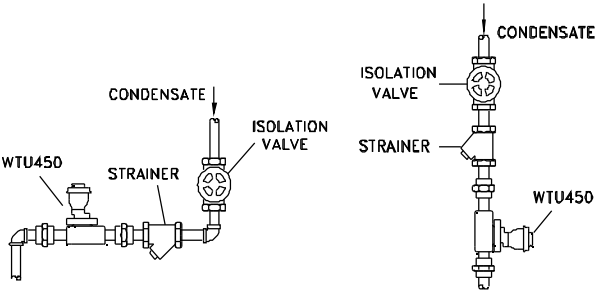 CONDENSATE
ISOLATION
VALVE
STRAINER
WTU450
CONDENSATE
ISOLATION
VALVE
STRAINER
WTU450